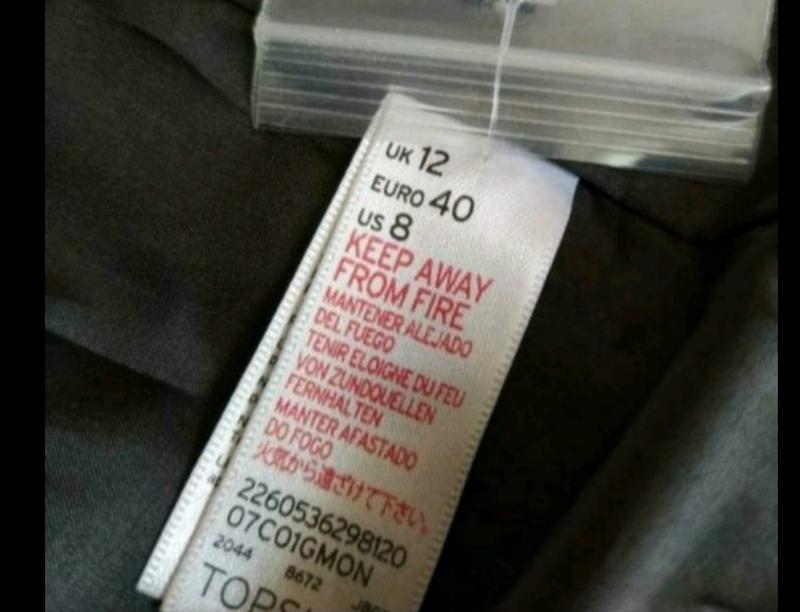 UK 12
EURO 40
US 8
KEEP AWAY
FROM FIRE
MANTENER ALEJADO
DEL FUEGO
TENIR ELOIGNE DU FEU
VON ZUNDQUELLEN
FERNHALTEN
MANTER AFASTADO
DO FOGO
火気から遠ざけて下さい。
2260536298120
07C01GMON
2044 8672